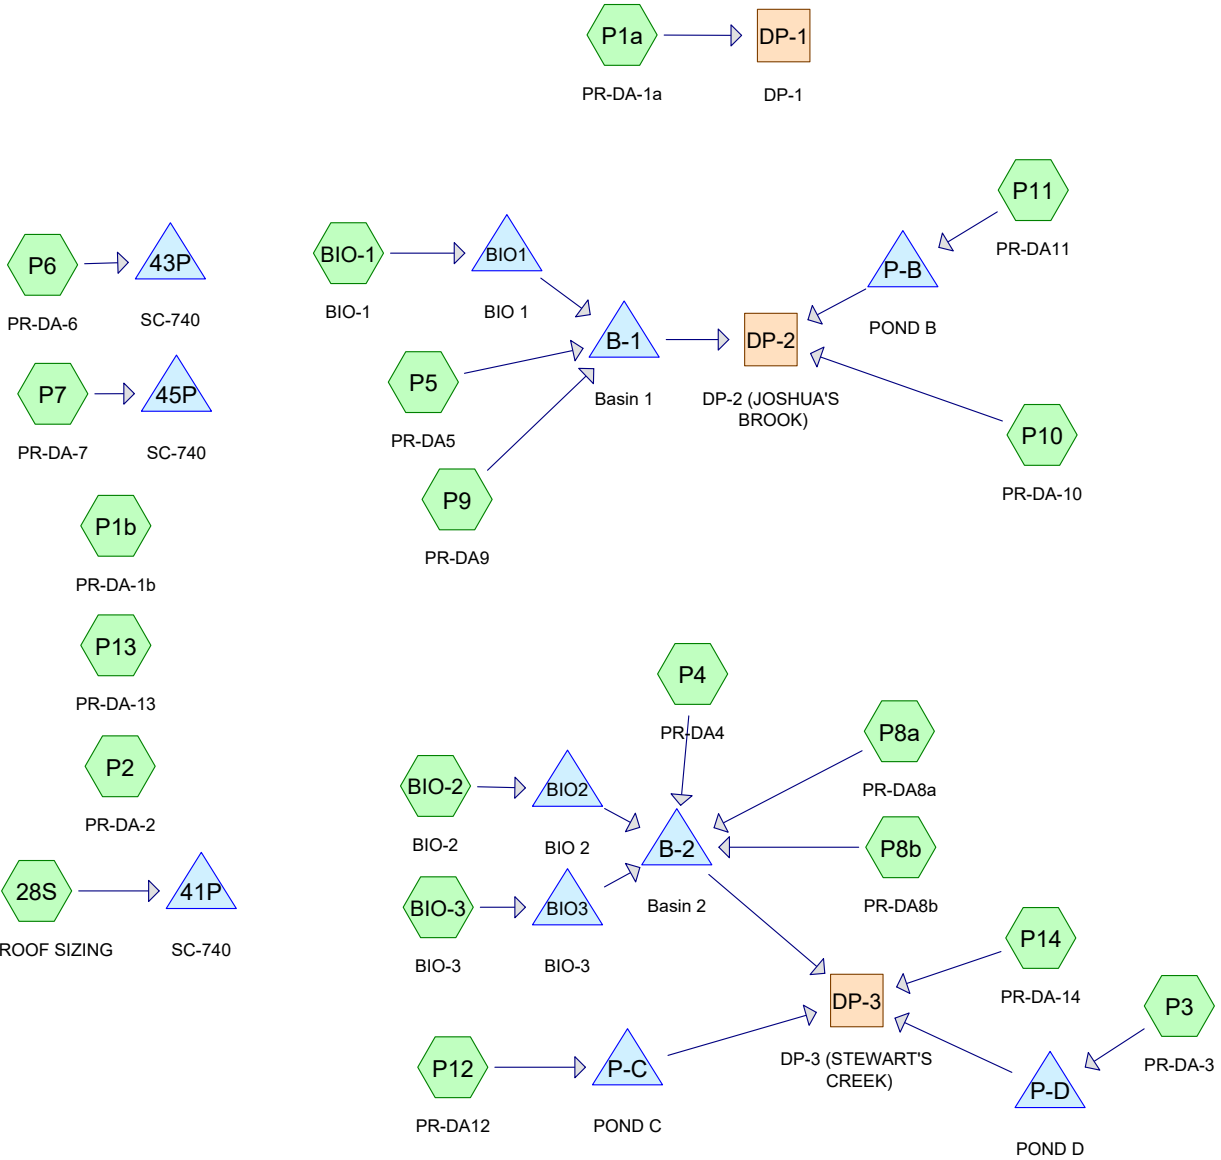 P1a
DP-1
PR-DA-1a
DP-1
P11
PR-DA11
P6
43P
PR-DA-6
SC-740
BIO-1
BIO1
BIO-1
BIO 1
P-B
POND B
B-1
Basin 1
DP-2
DP-2 (JOSHUA'S
BROOK)
P7
45P
PR-DA-7
SC-740
P5
PR-DA5
P10
PR-DA-10
P9
PR-DA9
P1b
PR-DA-1b
P13
PR-DA-13
P4
PR-DA4
P8a
PR-DA8a
P2
PR-DA-2
BIO-2
BIO2
BIO-2
BIO 2
B-2
Basin 2
P8b
PR-DA8b
28S
41P
ROOF SIZING
SC-740
BIO-3
BIO3
BIO-3
BIO-3
P14
PR-DA-14
DP-3
DP-3 (STEWART'S
CREEK)
P3
PR-DA-3
P12
P-C
PR-DA12
POND C
P-D
POND D